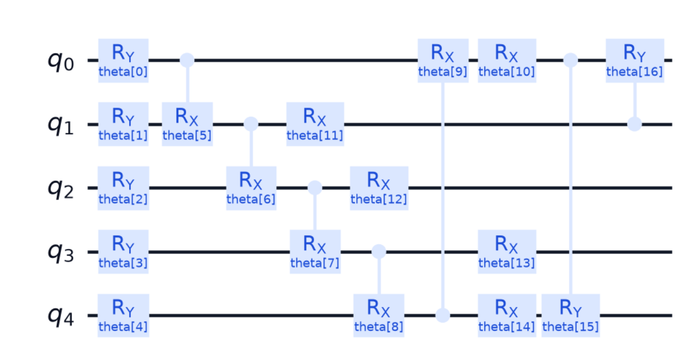 q0 RY theta[0] RX theta[9] RX theta[10] RY theta[16]
q1 RY theta[1] RX theta[5] RX theta[11]
q2 RY theta[2] RX theta[6] RX theta[12]
q3 RY theta[3] RX theta[7] RX theta[13]
q4 RY theta[4] RX theta[8] RX theta[14] RY theta[15]